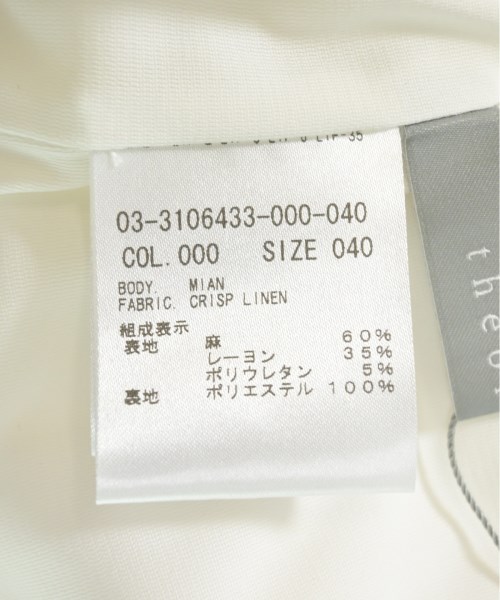 03-3106433-000-040
COL.000 SIZE 040
BODY. MIAN
FABRIC. CRISP LINEN
組成表示
表地 麻 60%
レーヨン 35%
ポリウレタン 5%
裏地 ポリエステル 100%
theo